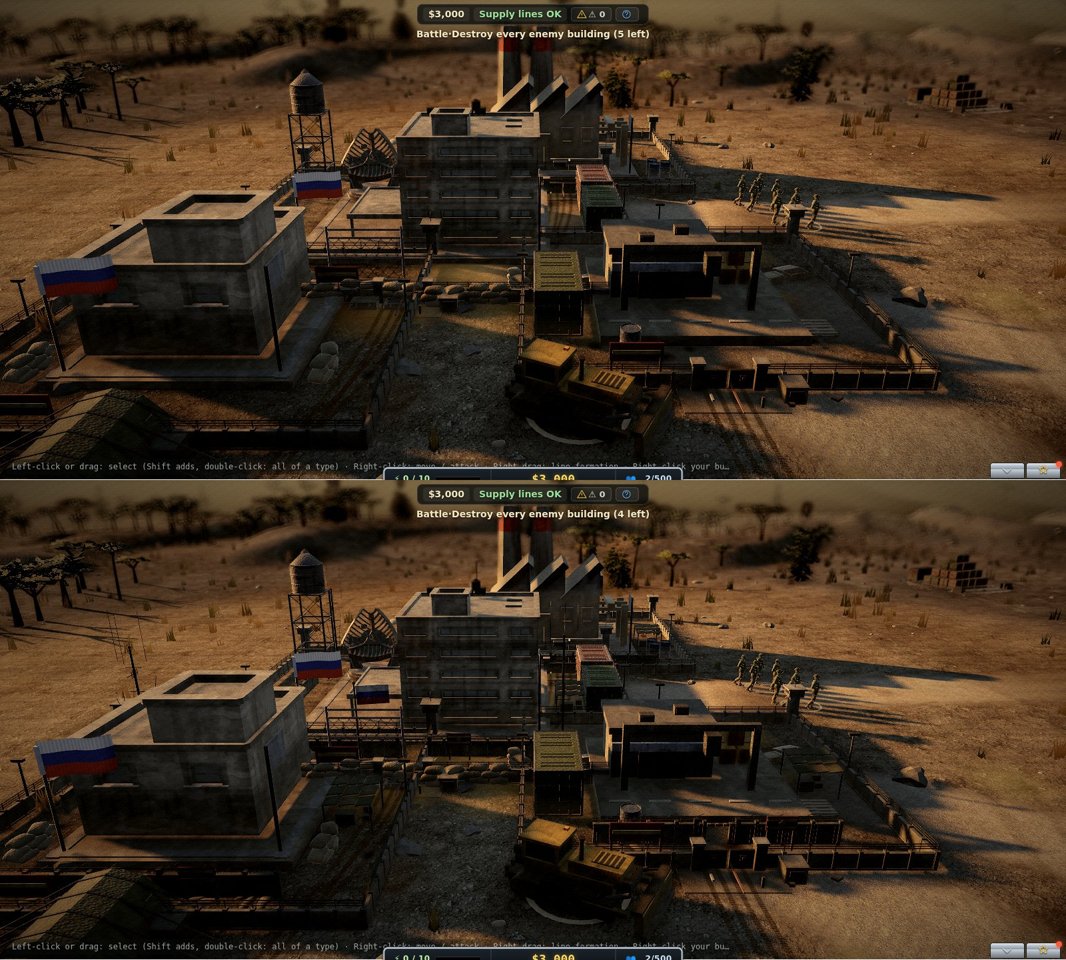 $3,000 Supply lines OK ⚠ ⚠ 0 ?
Battle·Destroy every enemy building (5 left)
Left-click or drag: select (Shift adds, double-click: all of a type) · Right-click: move / attack · Right-drag: line formation · Right click your bu…
⚡ 0 / 10 $3,000 2/500
$3,000 Supply lines OK ⚠ ⚠ 0 ?
Battle·Destroy every enemy building (4 left)
Left-click or drag: select (Shift adds, double-click: all of a type) · Right-click: move / attack · Right-drag: line formation · Right click your bu…
⚡ 0 / 10 $3,000 2/500